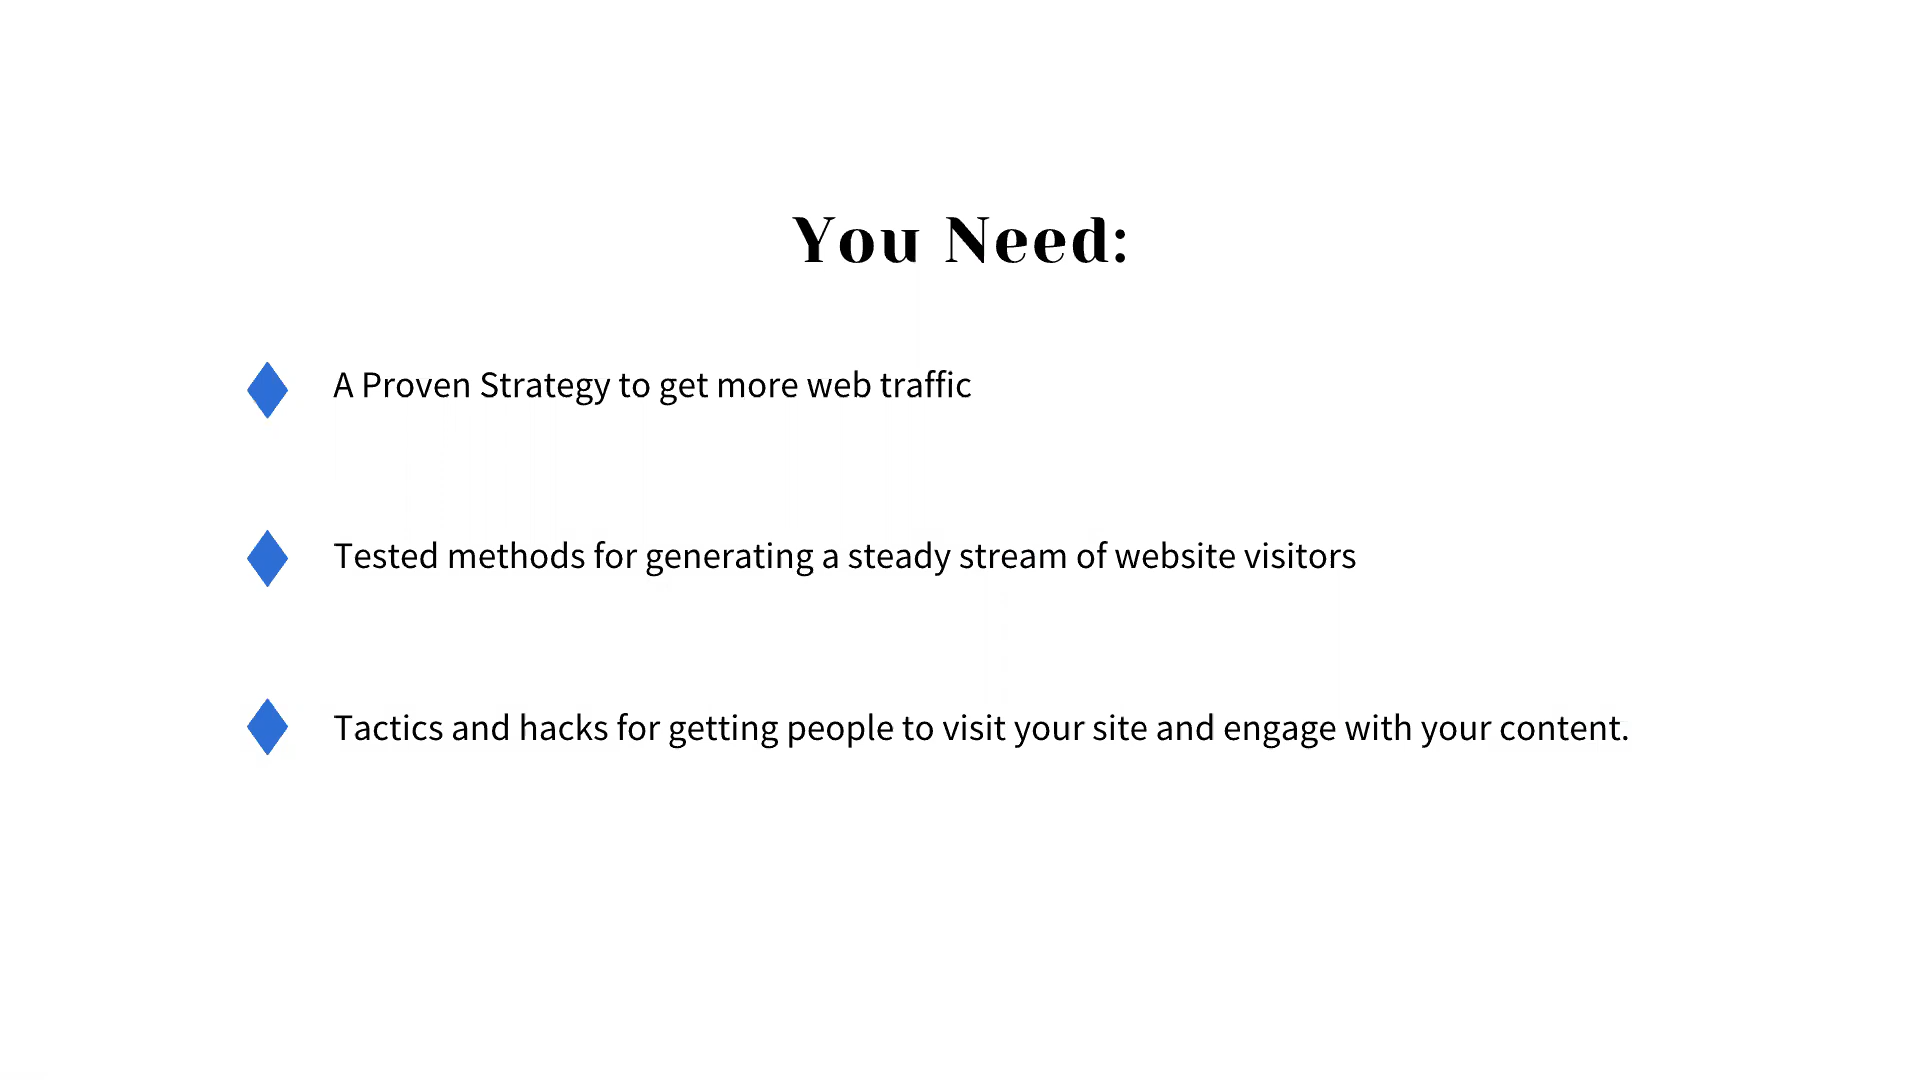 You Need:
A Proven Strategy to get more web traffic
Tested methods for generating a steady stream of website visitors
Tactics and hacks for getting people to visit your site and engage with your content.